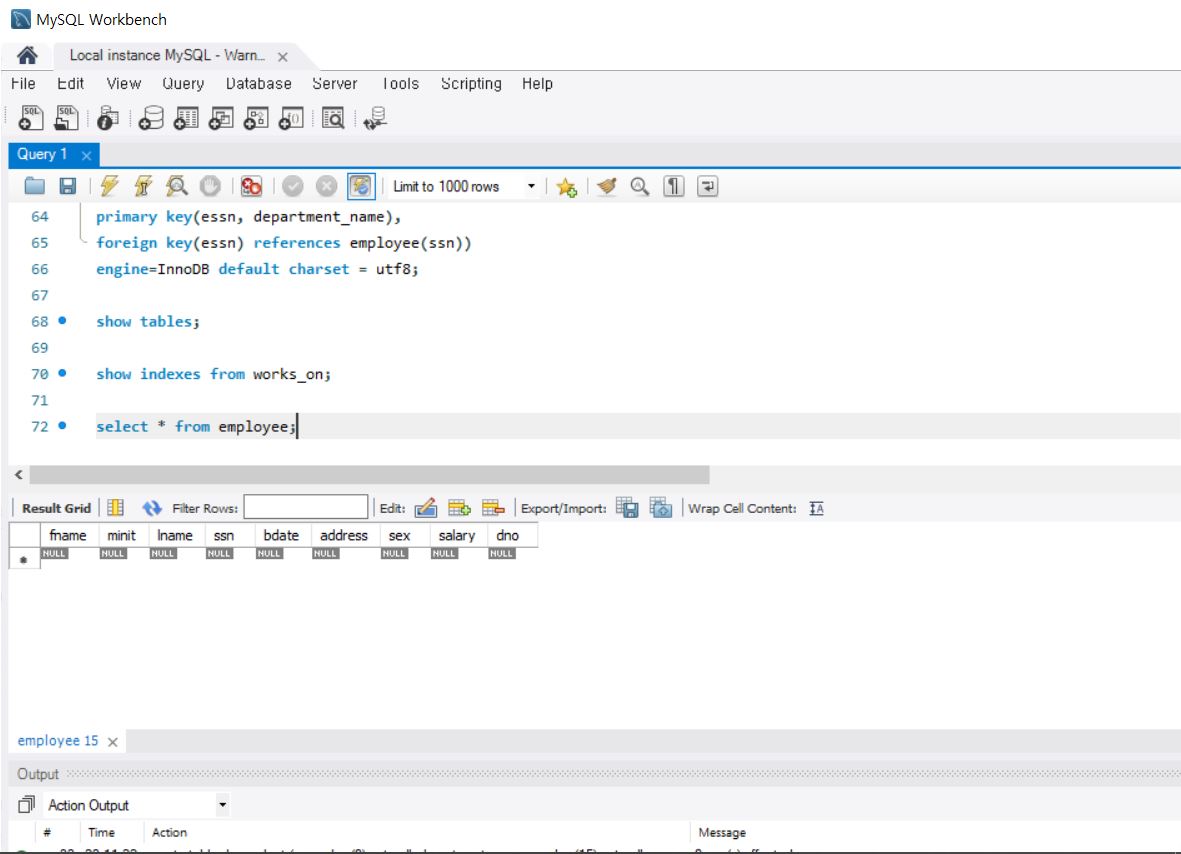 MySQL Workbench
Local instance MySQL - Warn...
File Edit View Query Database Server Tools Scripting Help
Query 1
Limit to 1000 rows
64 primary key(essn, department_name),
65 foreign key(essn) references employee(ssn))
66 engine=InnoDB default charset = utf8;
67
68 show tables;
69
70 show indexes from works_on;
71
72 select * from employee;
Result Grid Filter Rows: Edit: Export/Import: Wrap Cell Content:
fname minit lname ssn bdate address sex salary dno
NULL NULL NULL NULL NULL NULL NULL NULL NULL
employee 15
Output
Action Output
# Time Action Message